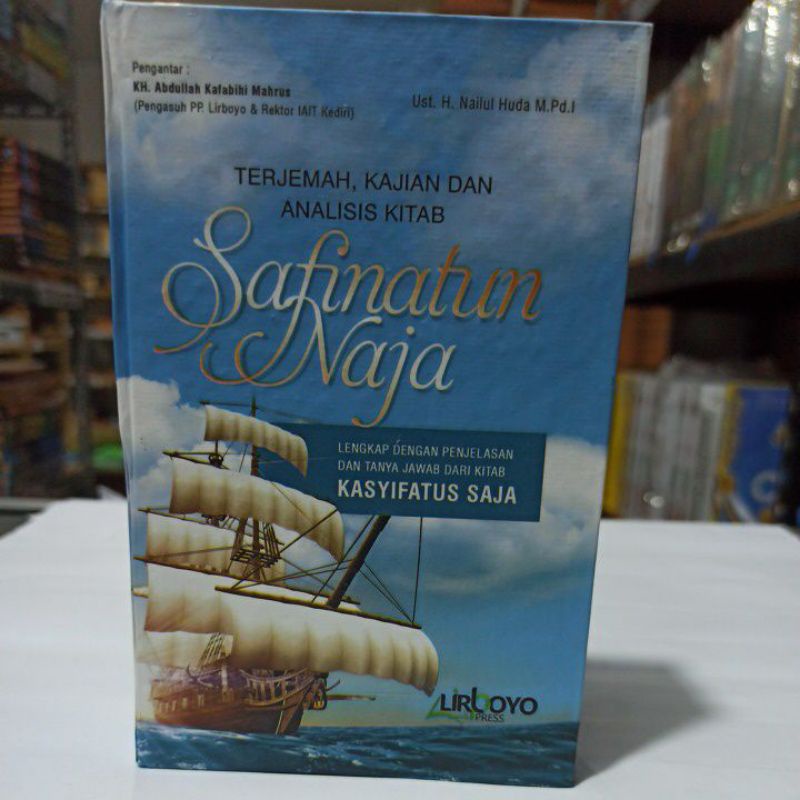 Pengantar :
KH. Abdullah Kafabihi Mahrus
(Pengasuh PP. Lirboyo & Rektor IAIT Kediri)
Ust. H. Nailul Huda M.Pd.I
TERJEMAH, KAJIAN DAN
ANALISIS KITAB
Safinatun
Naja
LENGKAP DENGAN PENJELASAN
DAN TANYA JAWAB DARI KITAB
KASYIFATUS SAJA
LIRBOYO
PRESS